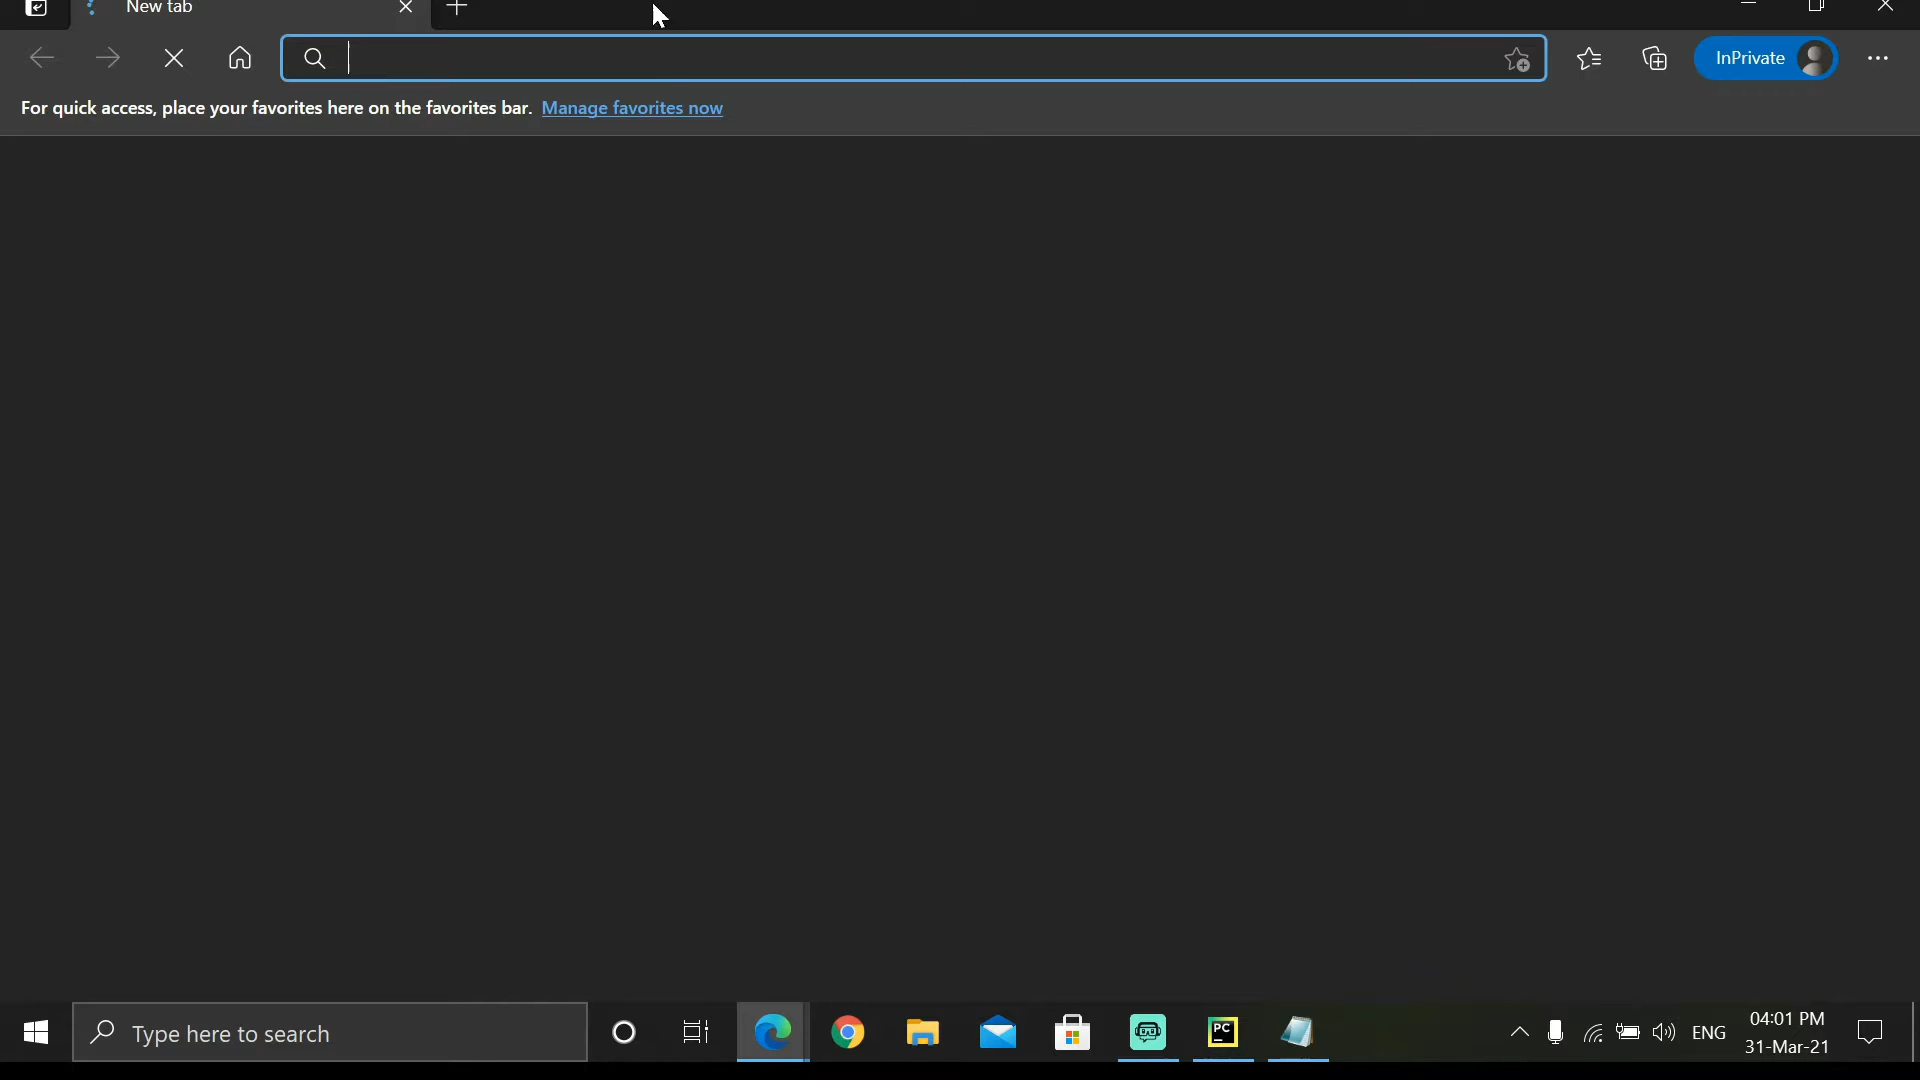 New tab
InPrivate
For quick access, place your favorites here on the favorites bar. Manage favorites now
Type here to search
PC
ENG
04:01 PM
31-Mar-21